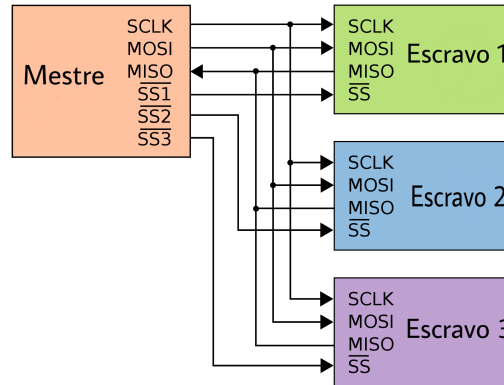 Mestre
SCLK
MOSI
MISO
SS1
SS2
SS3
SCLK
MOSI
MISO
SS
Escravo 1
SCLK
MOSI
MISO
SS
Escravo 2
SCLK
MOSI
MISO
SS
Escravo 3